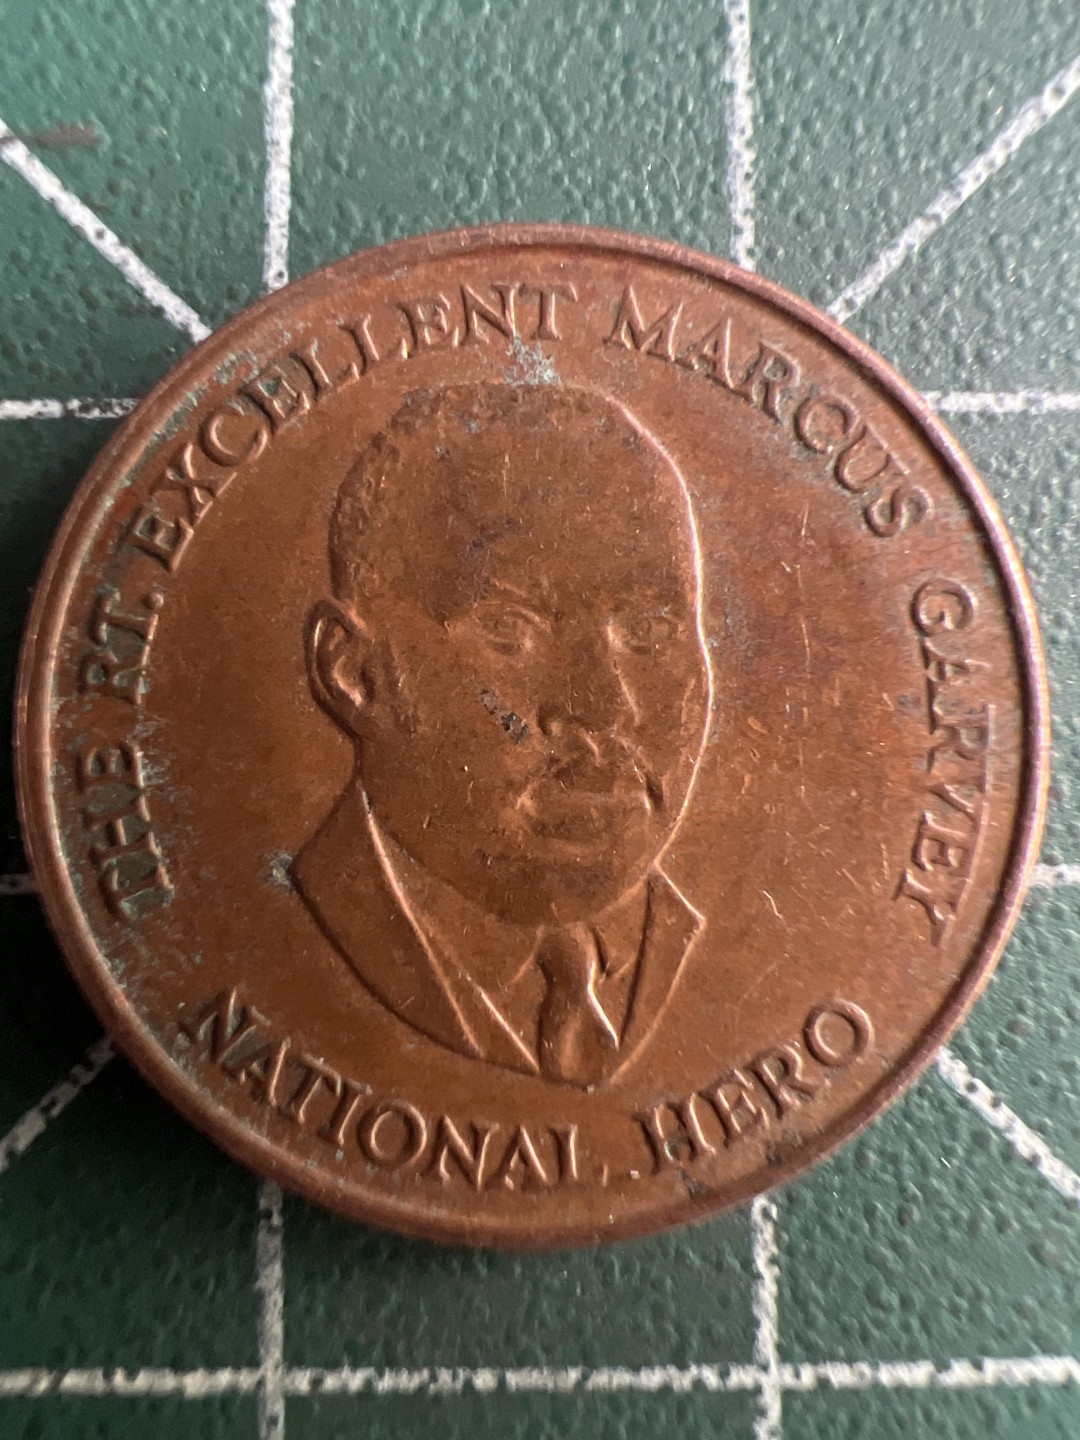 THE RT. EXCELLENT MARCUS GARVEY
NATIONAL HERO